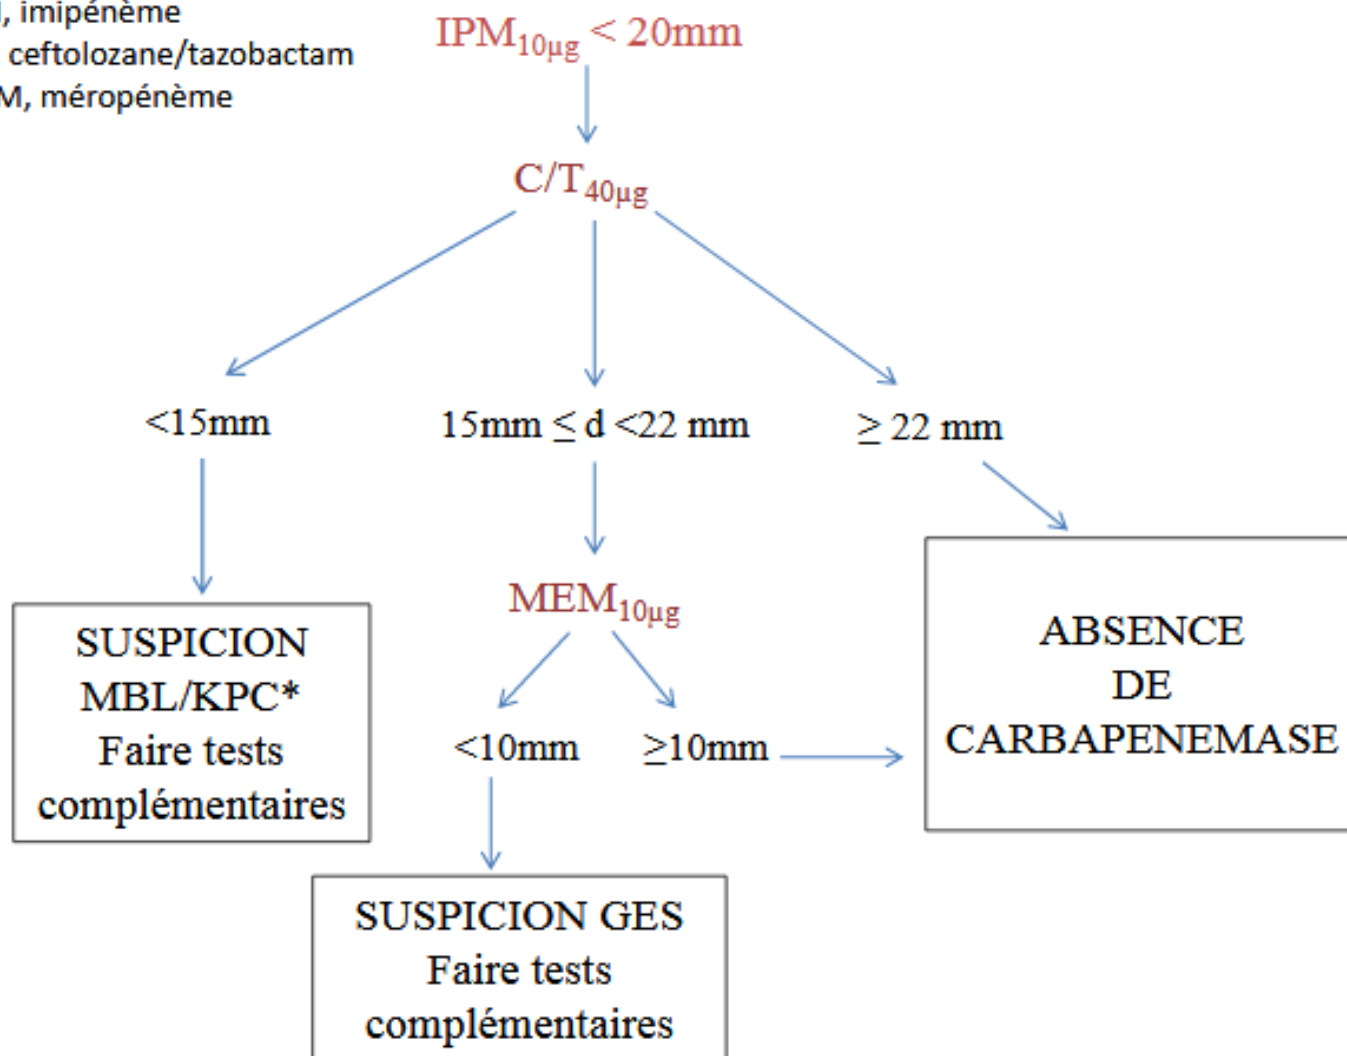 , imipénème
ceftolozane/tazobactam
M, méropénème
IPM10µg < 20mm
C/T40µg
<15mm
15mm ≤ d <22 mm
≥ 22 mm
MEM10µg
<10mm
≥10mm
SUSPICION
MBL/KPC*
Faire tests
complémentaires
ABSENCE
DE
CARBAPENEMASE
SUSPICION GES
Faire tests
complémentaires